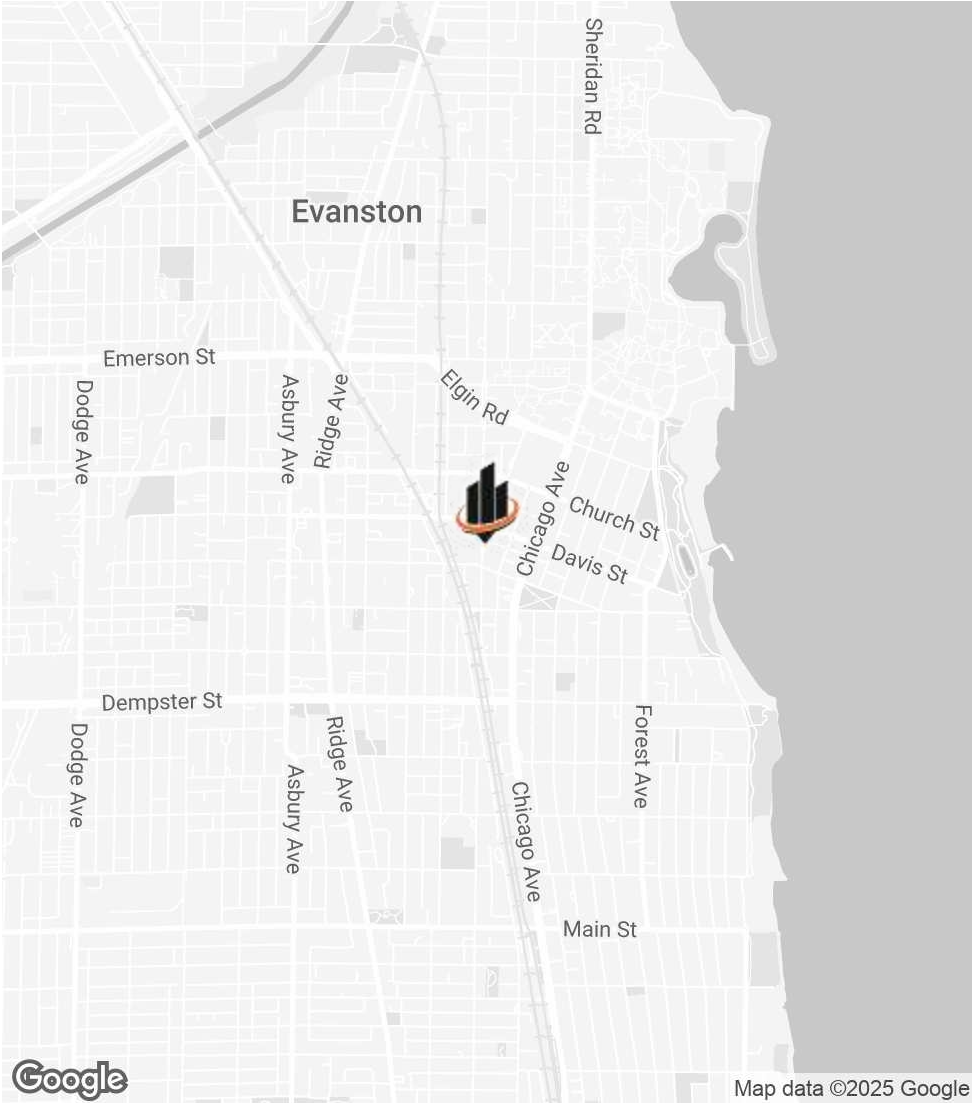 Sheridan Rd
Evanston
Emerson St
Elgin Rd
Dodge Ave
Asbury Ave
Ridge Ave
Chicago Ave
Church St
Davis St
Dempster St
Forest Ave
Ridge Ave
Dodge Ave
Asbury Ave
Chicago Ave
Main St
Google
Map data ©2025 Google